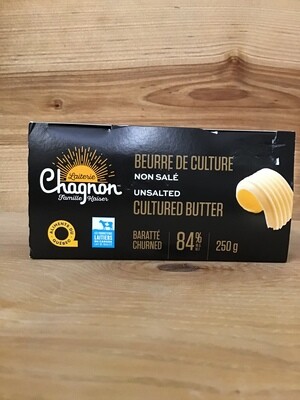 Laiterie
Chagnon
Famille Kaiser
BEURRE DE CULTURE
NON SALÉ
UNSALTED
CULTURED BUTTER
ALIMENTS DU QUÉBEC
LAITIERS
BARATTÉ
CHURNED
84%
250 g